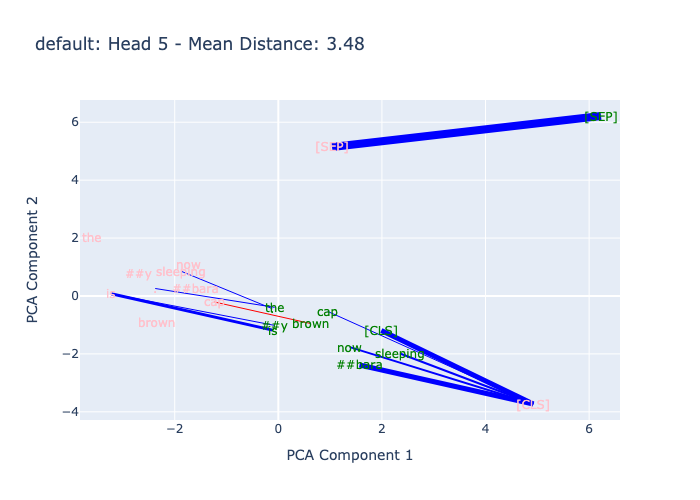 default: Head 5 - Mean Distance: 3.48
PCA Component 2
6
4
2
0
−2
−4
[SEP]
[SEP]
the
now
##y
sleeping
##hara
is
cap
brown
the
##y
brown
is
cap
[CLS]
now
sleeping
##hara
[CLS]
−2
0
2
4
6
PCA Component 1